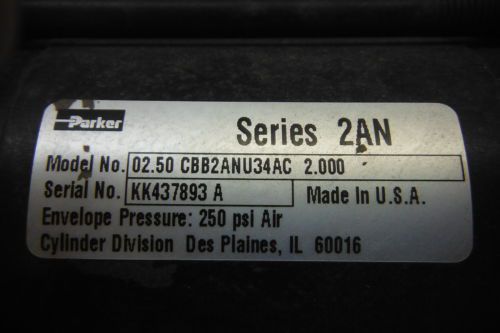 Parker
Series 2AN
Model No. 02.50 CBB2ANU34AC 2.000
Serial No. KK437893 A Made In U.S.A.
Envelope Pressure: 250 psi Air
Cylinder Division Des Plaines, IL 60016